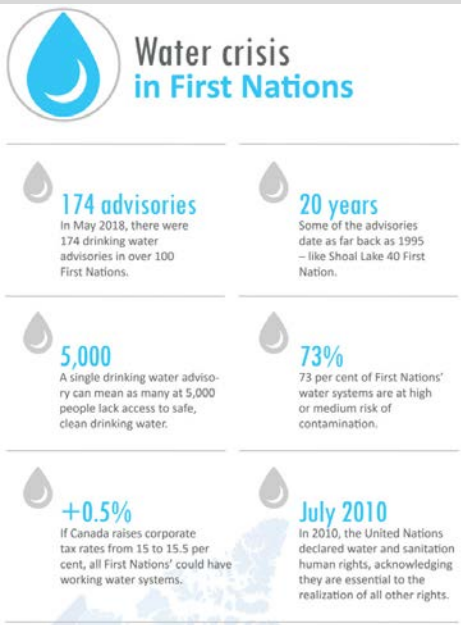 Water crisis
in First Nations
174 advisories
In May 2018, there were
174 drinking water
advisories in over 100
First Nations.
20 years
Some of the advisories
date as far back as 1995
– like Shoal Lake 40 First
Nation.
5,000
A single drinking water adviso-
ry can mean as many at 5,000
people lack access to safe,
clean drinking water.
73%
73 per cent of First Nations'
water systems are at high
or medium risk of
contamination.
+0.5%
If Canada raises corporate
tax rates from 15 to 15.5 per
cent, all First Nations' could have
working water systems.
July 2010
In 2010, the United Nations
declared water and sanitation
human rights, acknowledging
they are essential to the
realization of all other rights.